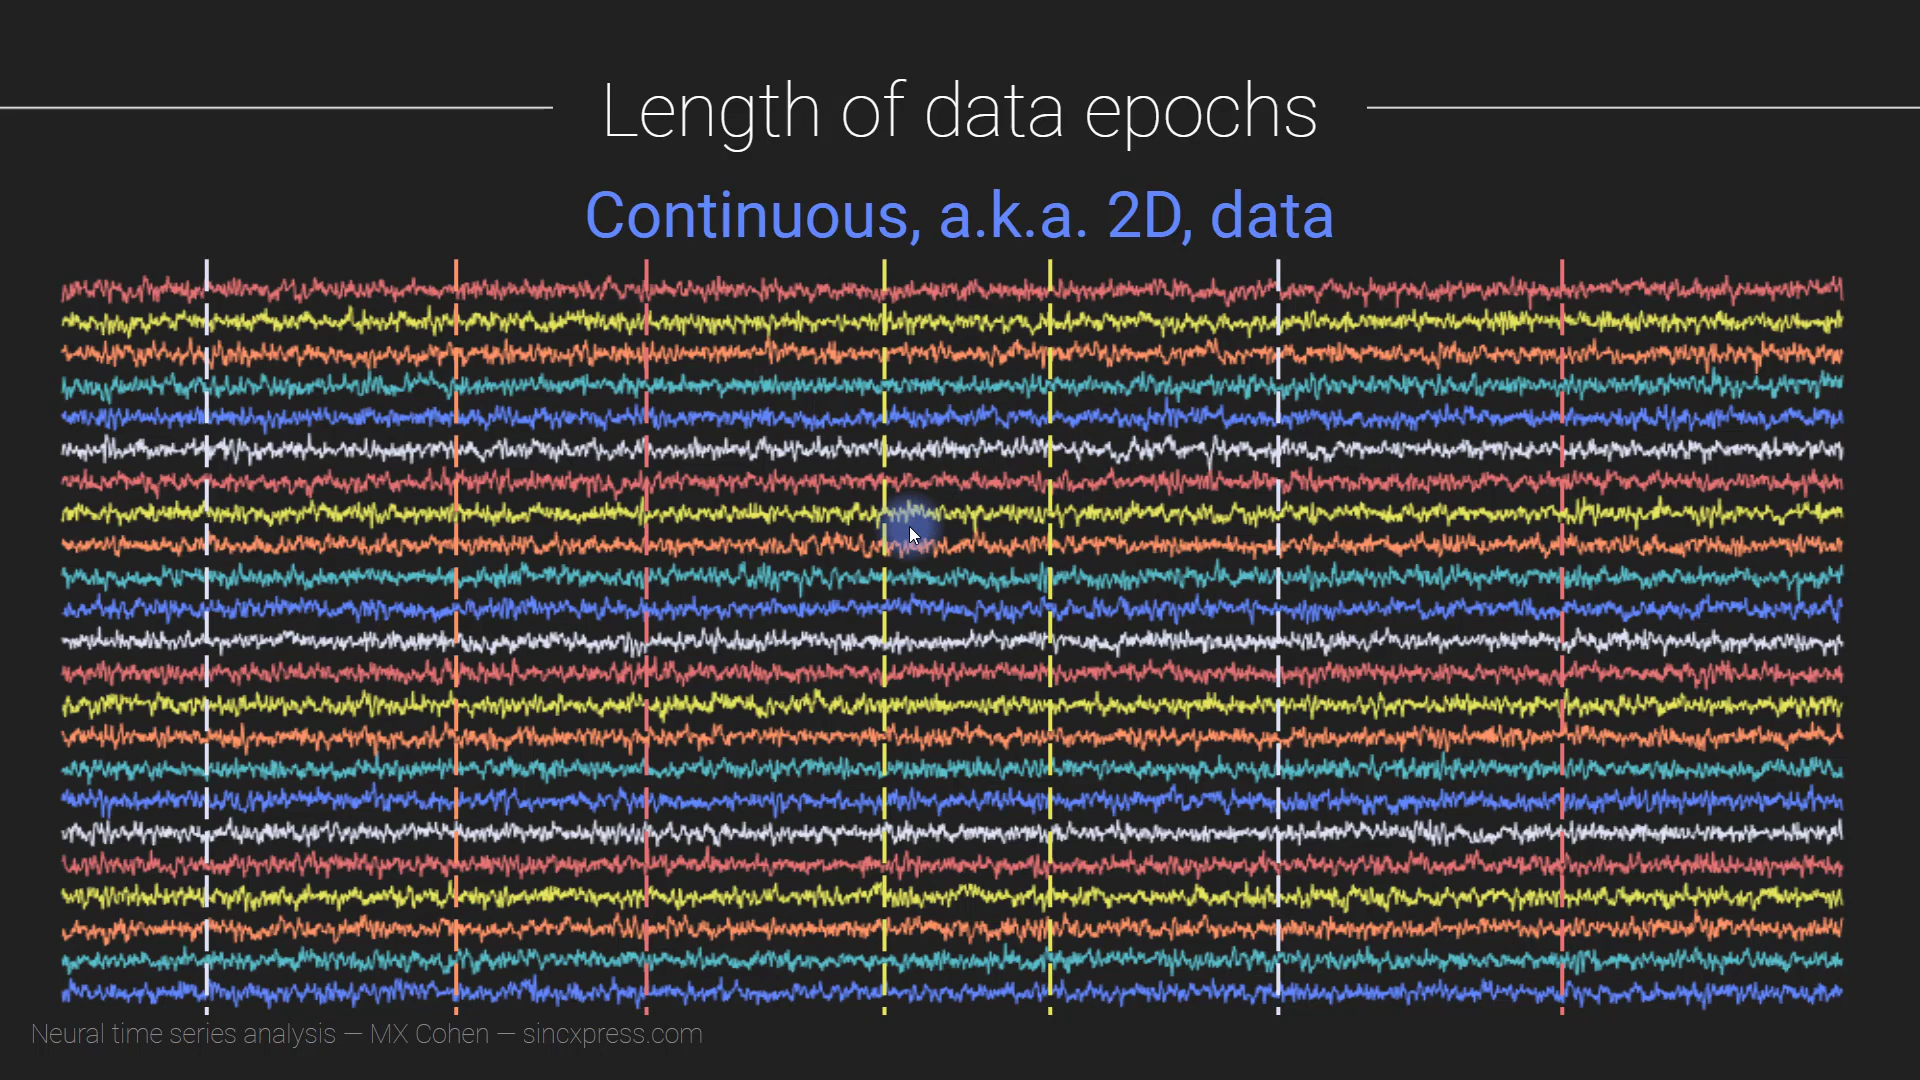 Length of data epochs
Continuous, a.k.a. 2D, data
Neural time series analysis — MX Cohen — sincxpress.com